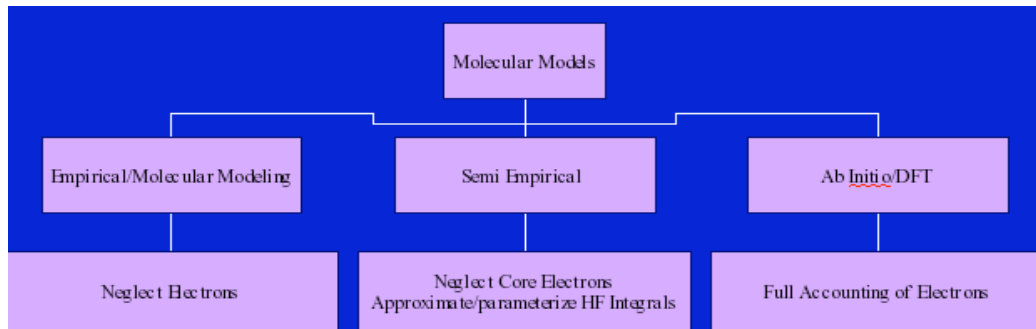 Molecular Models
Empirical/Molecular Modeling
Semi Empirical
Ab Initio/DFT
Neglect Electrons
Neglect Core Electrons
Approximate/parameterize HF Integrals
Full Accounting of Electrons